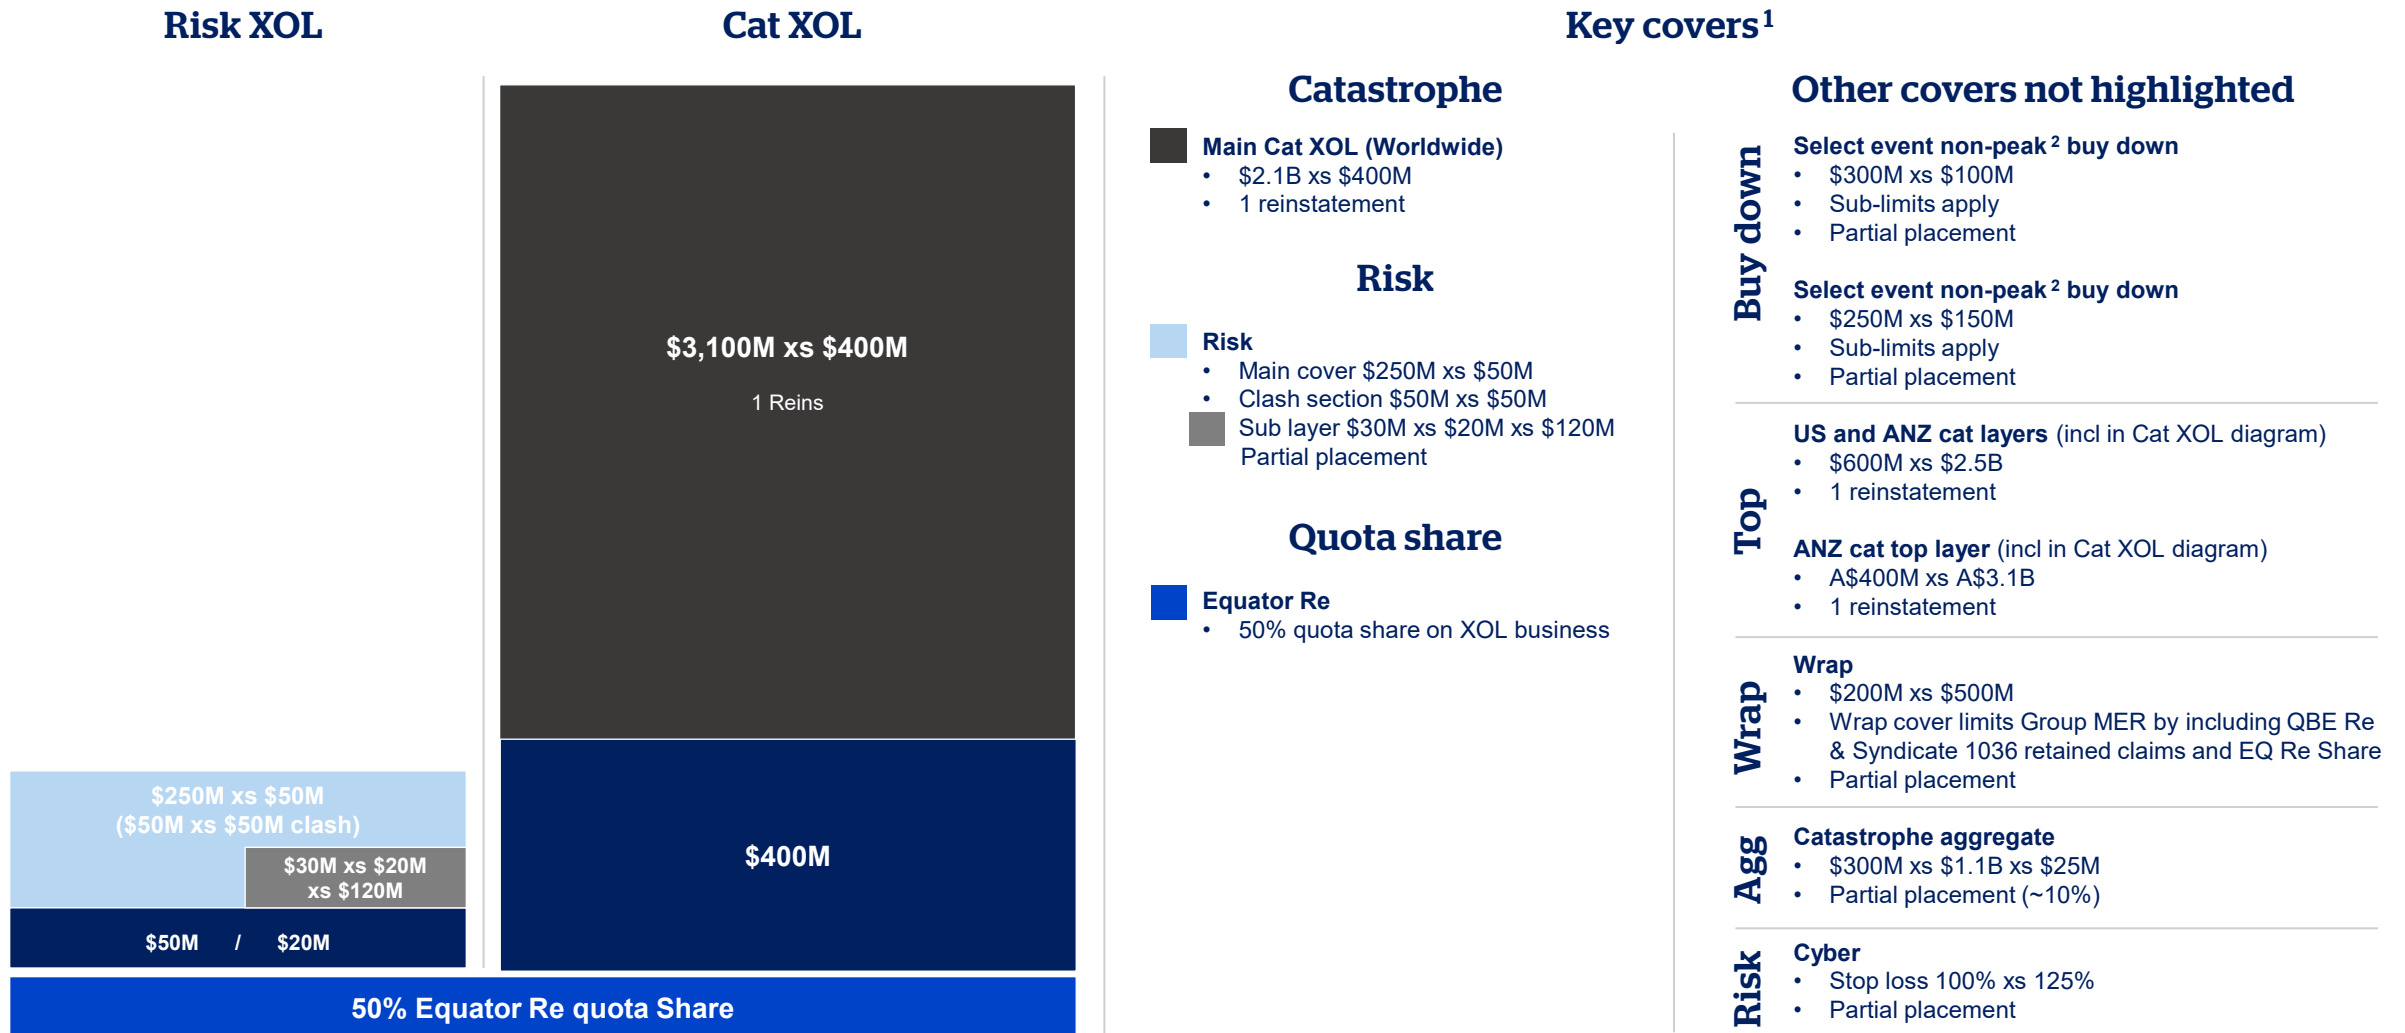 Risk XOL
Cat XOL
Key covers¹
$3,100M xs $400M
1 Reins
$400M
$250M xs $50M
($50M xs $50M clash)
$30M xs $20M
xs $120M
$50M / $20M
50% Equator Re quota Share
Catastrophe
Main Cat XOL (Worldwide)
• $2.1B xs $400M
• 1 reinstatement
Risk
Risk
• Main cover $250M xs $50M
• Clash section $50M xs $50M
Sub layer $30M xs $20M xs $120M
Partial placement
Quota share
Equator Re
• 50% quota share on XOL business
Other covers not highlighted
Buy down
Select event non-peak² buy down
• $300M xs $100M
• Sub-limits apply
• Partial placement
Select event non-peak² buy down
• $250M xs $150M
• Sub-limits apply
• Partial placement
Top
US and ANZ cat layers (incl in Cat XOL diagram)
• $600M xs $2.5B
• 1 reinstatement
ANZ cat top layer (incl in Cat XOL diagram)
• A$400M xs A$3.1B
• 1 reinstatement
Wrap
Wrap
• $200M xs $500M
• Wrap cover limits Group MER by including QBE Re
& Syndicate 1036 retained claims and EQ Re Share
• Partial placement
Agg
Catastrophe aggregate
• $300M xs $1.1B xs $25M
• Partial placement (~10%)
Risk
Cyber
• Stop loss 100% xs 125%
• Partial placement